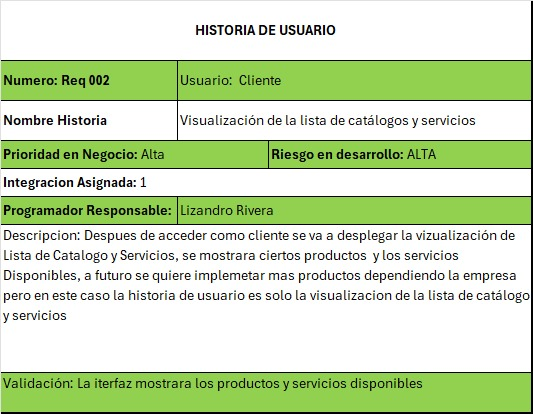 HISTORIA DE USUARIO
Numero: Req 002 Usuario: Cliente
Nombre Historia Visualización de la lista de catálogos y servicios
Prioridad en Negocio: Alta Riesgo en desarrollo: ALTA
Integracion Asignada: 1
Programador Responsable: Lizandro Rivera
Descripcion: Despues de acceder como cliente se va a desplegar la vizualización de
Lista de Catalogo y Servicios, se mostrara ciertos productos y los servicios
Disponibles, a futuro se quiere implemetar mas productos dependiendo la empresa
pero en este caso la historia de usuario es solo la visualizacion de la lista de catálogo
y servicios
Validación: La iterfaz mostrara los productos y servicios disponibles